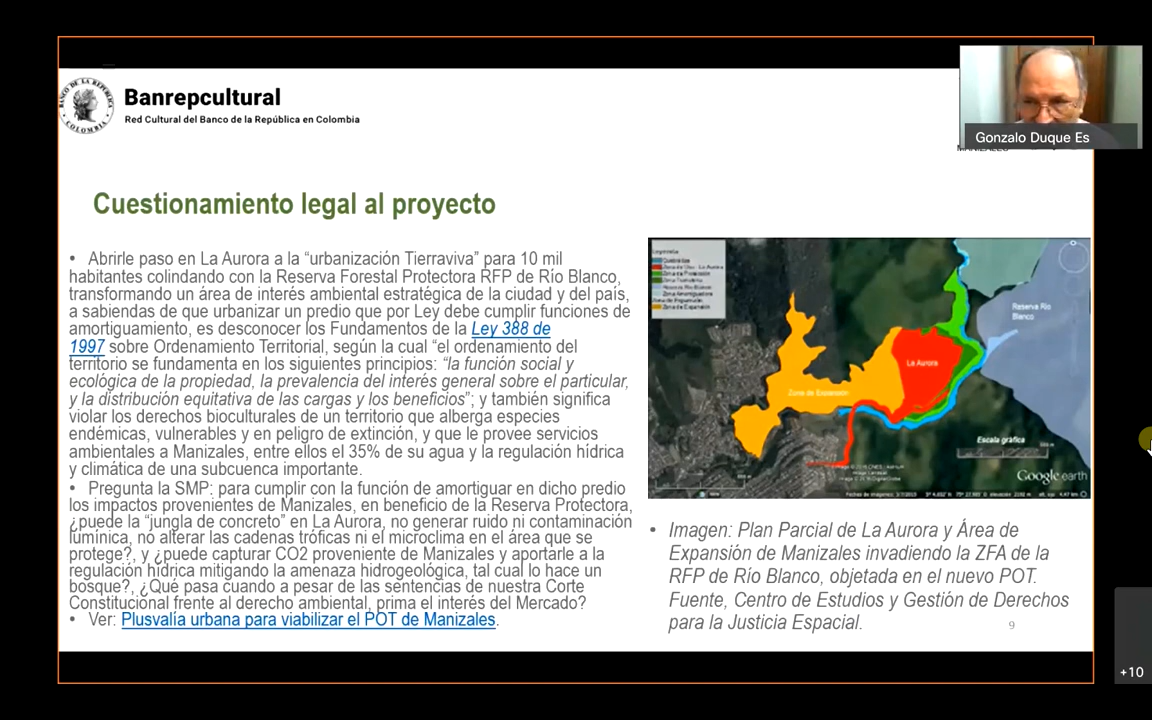 BANCO DE LA REPÚBLICA
COLOMBIA
Banrepcultural
Red Cultural del Banco de la República en Colombia
Gonzalo Duque Es
MANIZALES
Cuestionamiento legal al proyecto
• Abrirle paso en La Aurora a la “urbanización Tierraviva” para 10 mil
habitantes colindando con la Reserva Forestal Protectora RFP de Río Blanco,
transformando un área de interés ambiental estratégica de la ciudad y del país,
a sabiendas de que urbanizar un predio que por Ley debe cumplir funciones de
amortiguamiento, es desconocer los Fundamentos de la Ley 388 de
1997 sobre Ordenamiento Territorial, según la cual “el ordenamiento del
territorio se fundamenta en los siguientes principios: “la función social y
ecológica de la propiedad, la prevalencia del interés general sobre el particular,
y la distribución equitativa de las cargas y los beneficios”; y también significa
violar los derechos bioculturales de un territorio que alberga especies
endémicas, vulnerables y en peligro de extinción, y que le provee servicios
ambientales a Manizales, entre ellos el 35% de su agua y la regulación hídrica
y climática de una subcuenca importante.
• Pregunta la SMP: para cumplir con la función de amortiguar en dicho predio
los impactos provenientes de Manizales, en beneficio de la Reserva Protectora,
¿puede la “jungla de concreto” en La Aurora, no generar ruido ni contaminación
lumínica, no alterar las cadenas tróficas ni el microclima en el área que se
protege?, y ¿puede capturar CO2 proveniente de Manizales y aportarle a la
regulación hídrica mitigando la amenaza hidrogeológica, tal cual lo hace un
bosque?, ¿Qué pasa cuando a pesar de las sentencias de nuestra Corte
Constitucional frente al derecho ambiental, prima el interés del Mercado?
• Ver: Plusvalía urbana para viabilizar el POT de Manizales.
Reserva Río
Blanco
La Aurora
Zona de Expansión
Escala gráfica
Google earth
• Imagen: Plan Parcial de La Aurora y Área de
Expansión de Manizales invadiendo la ZFA de la
RFP de Río Blanco, objetada en el nuevo POT.
Fuente, Centro de Estudios y Gestión de Derechos
para la Justicia Espacial.
9
+10